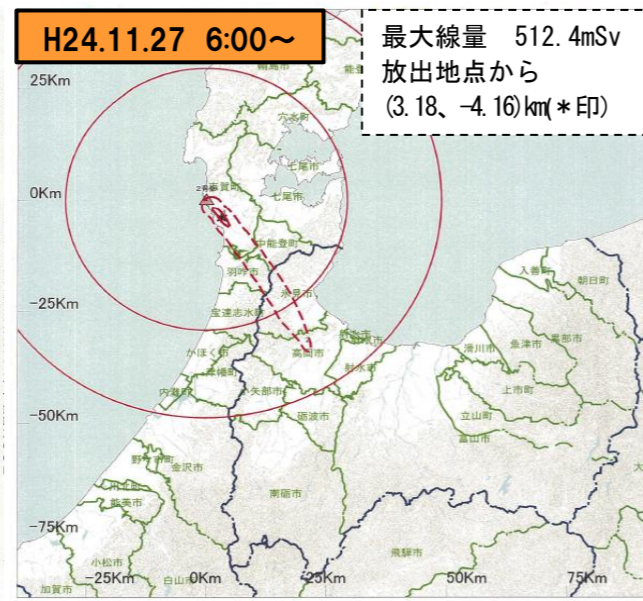 H24.11.27 6:00～
最大線量 512.4mSv
放出地点から
(3.18、-4.16)km(＊印)
25Km
輪島市
穴水町
七尾市
0Km
志賀町
七尾市
中能登町
羽咋市
氷見市
入善町
朝日町
-25Km
宝達志水町
高岡市
射水市
滑川市
魚津市
黒部市
かほく市
津幡町
内灘町
小矢部市
上市町
-50Km
砺波市
立山町
富山市
野々市町
金沢市
川北町
能美市
南砺市
-75Km
飛騨市
小松市
-25Km
0Km
25Km
50Km
75Km
白山市
加賀市